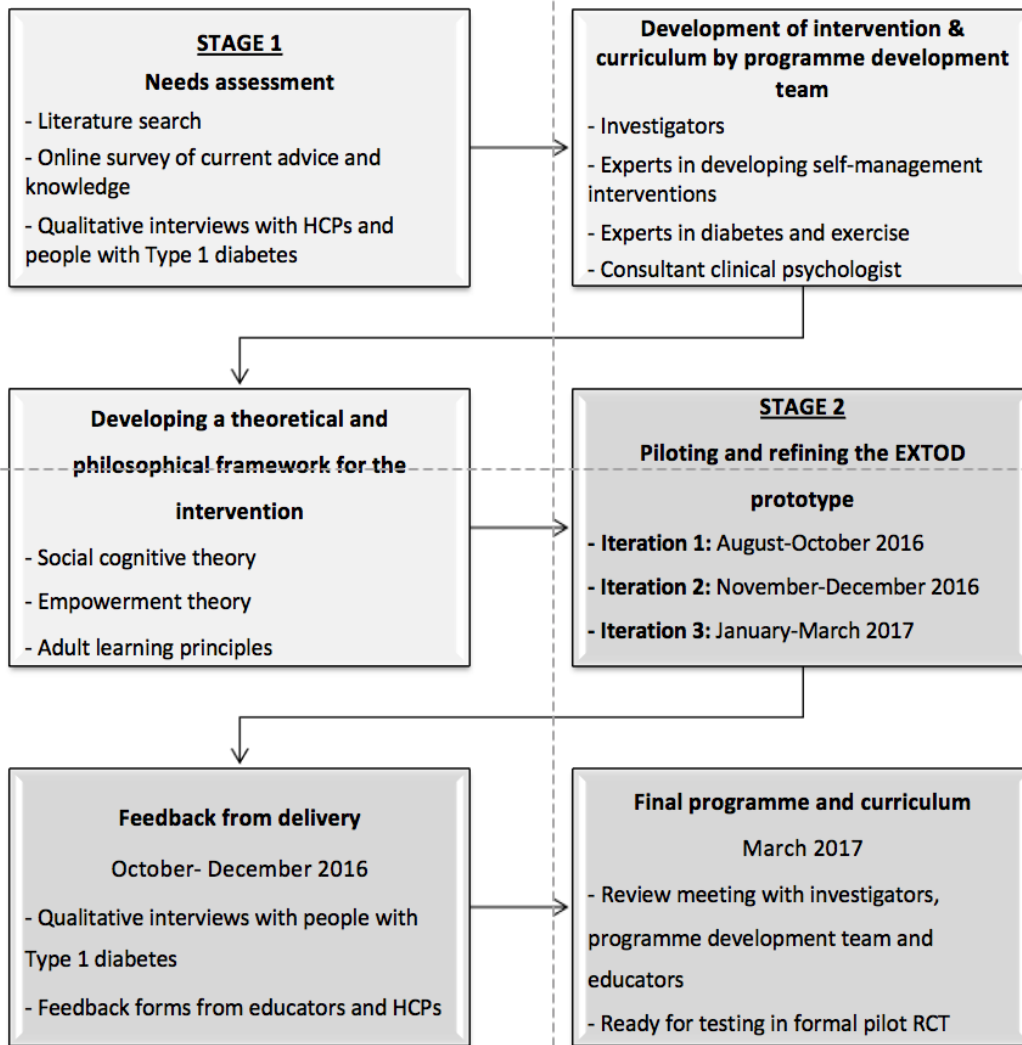 STAGE 1
Needs assessment
- Literature search
- Online survey of current advice and
knowledge
- Qualitative interviews with HCPs and
people with Type 1 diabetes
Development of intervention &
curriculum by programme development
team
- Investigators
- Experts in developing self-management
interventions
- Experts in diabetes and exercise
- Consultant clinical psychologist
Developing a theoretical and
philosophical framework for the
intervention
- Social cognitive theory
- Empowerment theory
- Adult learning principles
STAGE 2
Piloting and refining the EXTOD
prototype
- Iteration 1: August-October 2016
- Iteration 2: November-December 2016
- Iteration 3: January-March 2017
Feedback from delivery
October- December 2016
- Qualitative interviews with people with
Type 1 diabetes
- Feedback forms from educators and HCPs
Final programme and curriculum
March 2017
- Review meeting with investigators,
programme development team and
educators
- Ready for testing in formal pilot RCT